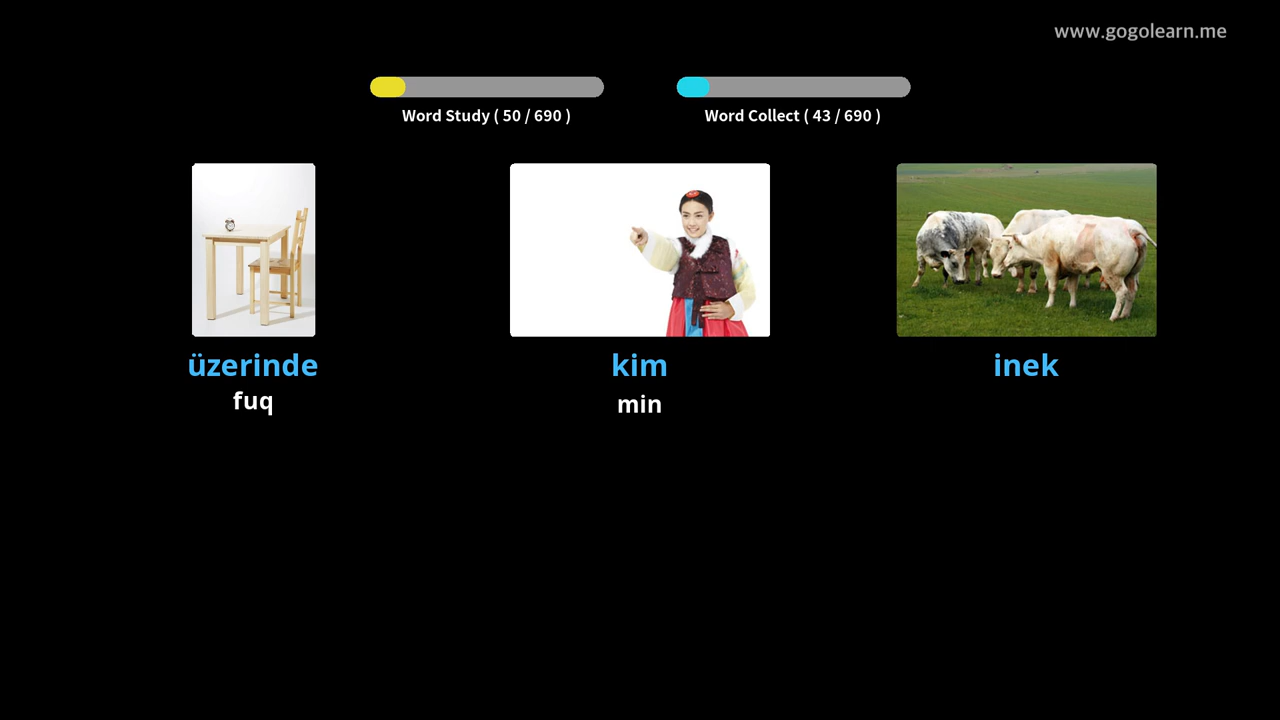 www.gogolearn.me
Word Study ( 50 / 690 )
Word Collect ( 43 / 690 )
üzerinde
kim
inek
fuq
min